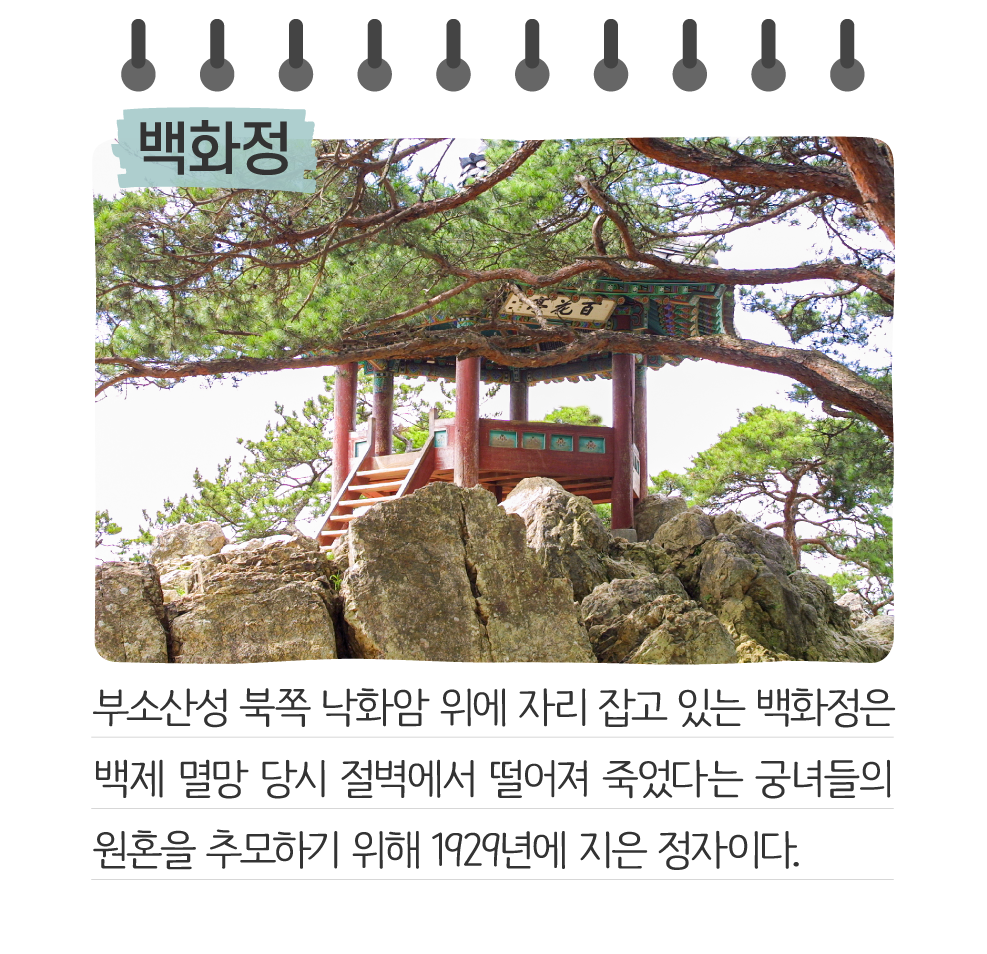 백화정
百花亭
부소산성 북쪽 낙화암 위에 자리 잡고 있는 백화정은
백제 멸망 당시 절벽에서 떨어져 죽었다는 궁녀들의
원혼을 추모하기 위해 1929년에 지은 정자이다.